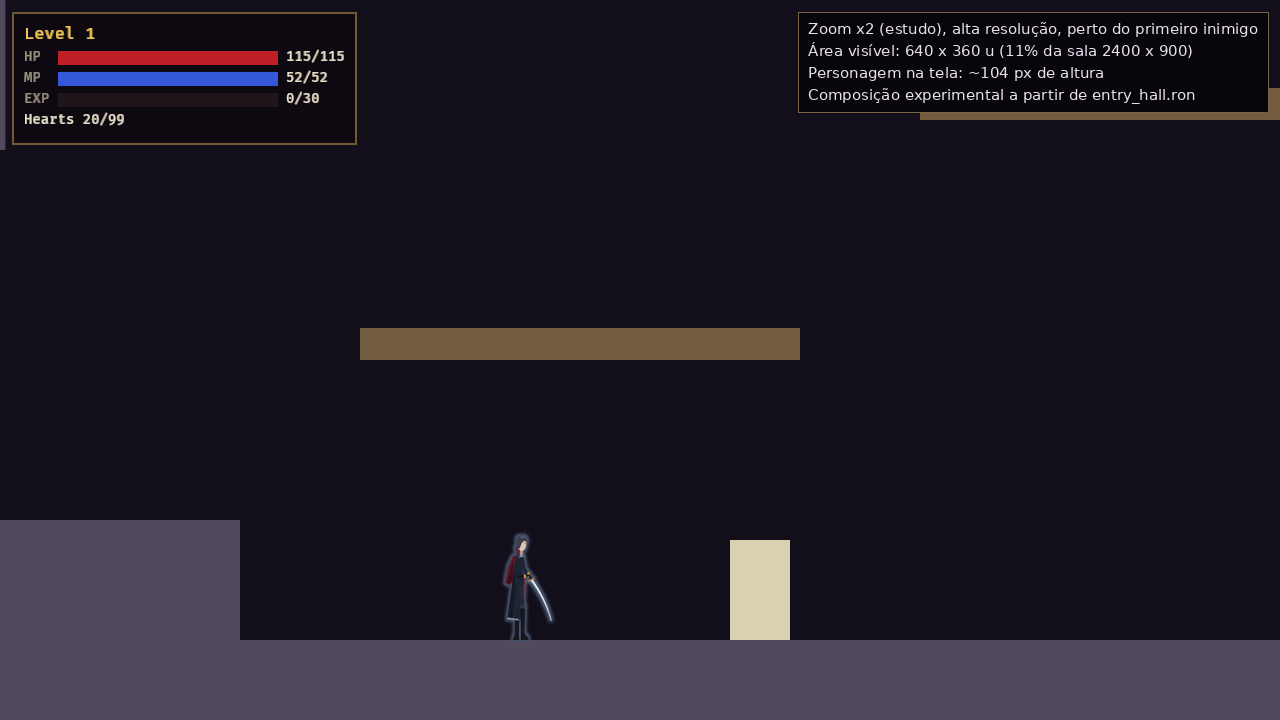 Level 1
HP 115/115
MP 52/52
EXP 0/30
Hearts 20/99
Zoom x2 (estudo), alta resolução, perto do primeiro inimigo
Área visível: 640 x 360 u (11% da sala 2400 x 900)
Personagem na tela: ~104 px de altura
Composição experimental a partir de entry_hall.ron